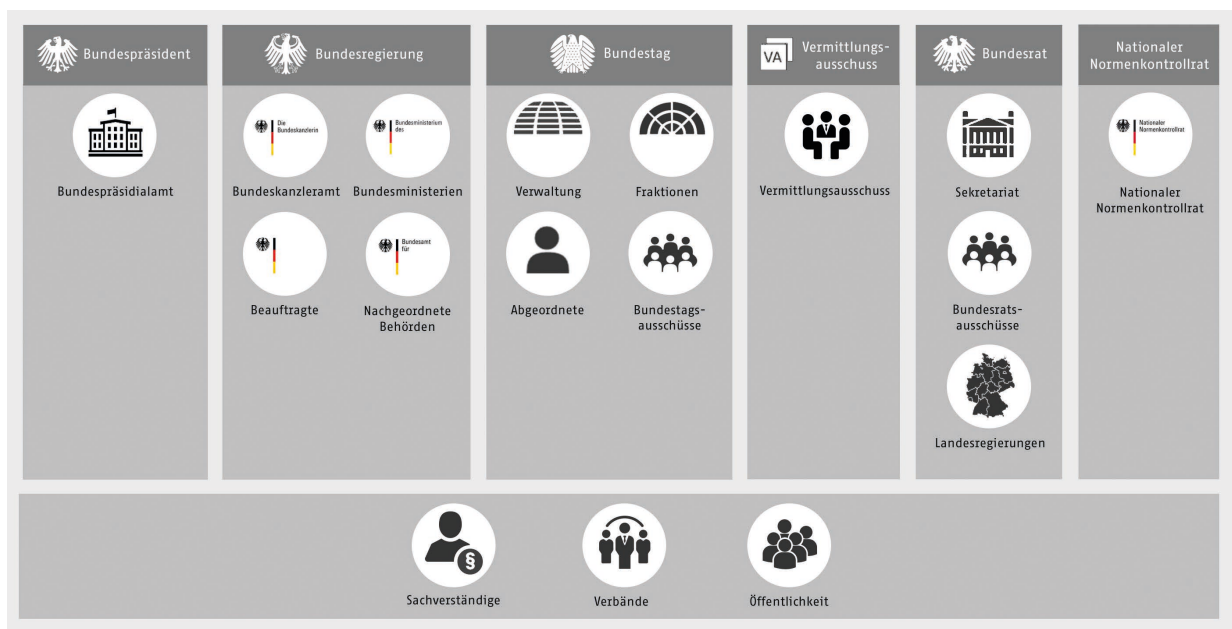 Bundespräsident
Bundespräsidialamt
Bundesregierung
Die
Bundeskanzlerin
Bundeskanzleramt
Bundesministerium
des
Bundesministerien
Beauftragte
Bundesamt
für
Nachgeordnete
Behörden
Bundestag
Verwaltung
Fraktionen
Abgeordnete
Bundestags-
ausschüsse
VA
Vermittlungs-
ausschuss
Vermittlungsausschuss
Bundesrat
Sekretariat
Bundesrats-
ausschüsse
Landesregierungen
Nationaler
Normenkontrollrat
Nationaler
Normenkontrollrat
Nationaler
Normenkontrollrat
§
Sachverständige
Verbände
Öffentlichkeit